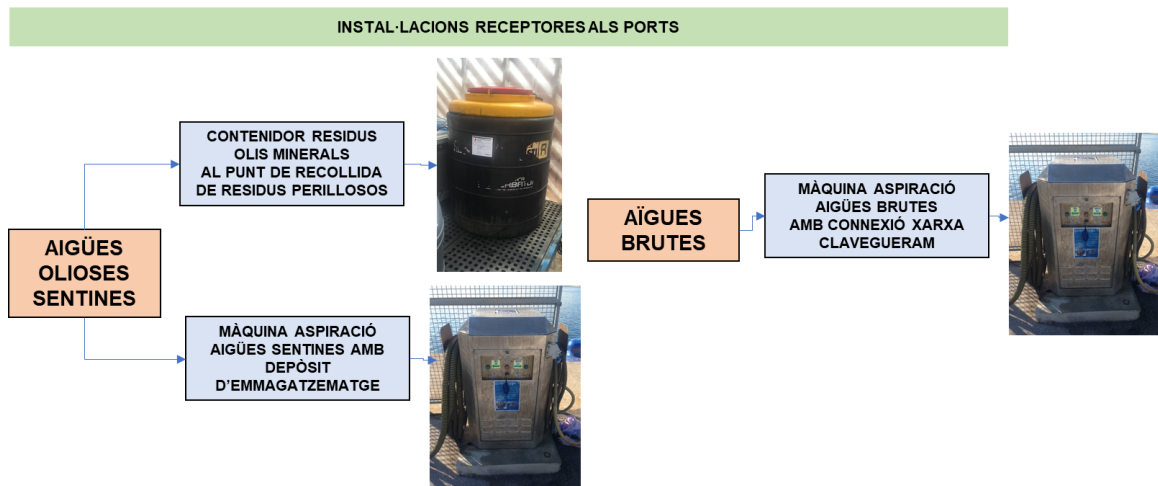 INSTAL·LACIONS RECEPTORES ALS PORTS
CONTENIDOR RESIDUS
OLIS MINERALS
AL PUNT DE RECOLLIDA
DE RESIDUS PERILLOSOS
AIGÜES
OLIOSES
SENTINES
MÀQUINA ASPIRACIÓ
AIGÜES SENTINES AMB
DEPÒSIT
D'EMMAGATZEMATGE
AÏGUES
BRUTES
MÀQUINA ASPIRACIÓ
AIGÜES BRUTES
AMB CONNEXIÓ XARXA
CLAVEGUERAM